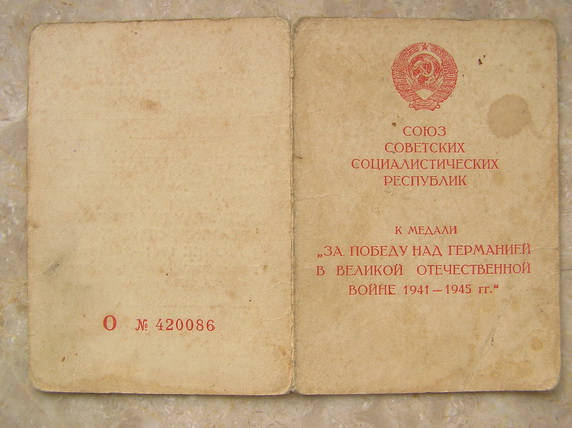 О № 420086
СОЮЗ
СОВЕТСКИХ
СОЦИАЛИСТИЧЕСКИХ
РЕСПУБЛИК
К МЕДАЛИ
„ЗА ПОБЕДУ НАД ГЕРМАНИЕЙ
В ВЕЛИКОЙ ОТЕЧЕСТВЕННОЙ
ВОЙНЕ 1941 — 1945 гг.“